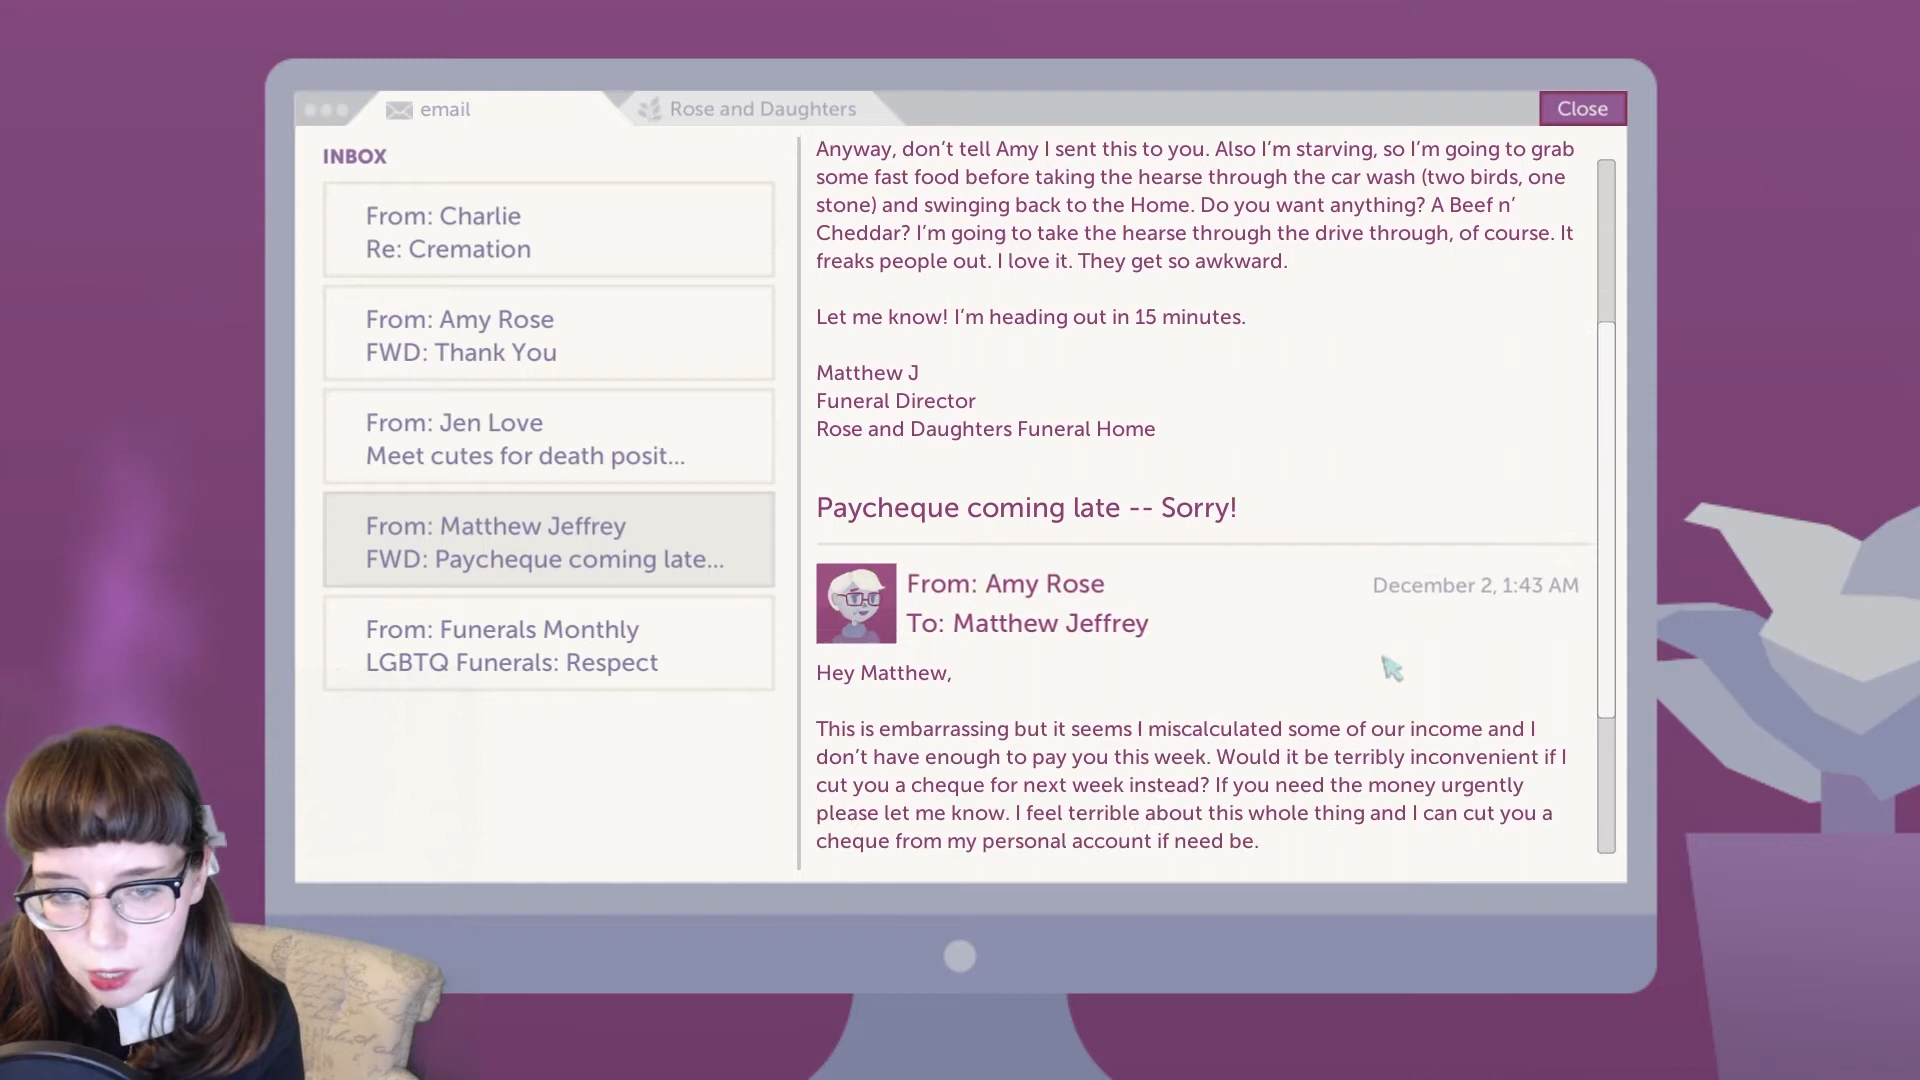 email
Rose and Daughters
Close
INBOX
From: Charlie
Re: Cremation
From: Amy Rose
FWD: Thank You
From: Jen Love
Meet cutes for death posit...
From: Matthew Jeffrey
FWD: Paycheque coming late...
From: Funerals Monthly
LGBTQ Funerals: Respect
Anyway, don’t tell Amy I sent this to you. Also I’m starving, so I’m going to grab
some fast food before taking the hearse through the car wash (two birds, one
stone) and swinging back to the Home. Do you want anything? A Beef n’
Cheddar? I’m going to take the hearse through the drive through, of course. It
freaks people out. I love it. They get so awkward.
Let me know! I’m heading out in 15 minutes.
Matthew J
Funeral Director
Rose and Daughters Funeral Home
Paycheque coming late -- Sorry!
From: Amy Rose
December 2, 1:43 AM
To: Matthew Jeffrey
Hey Matthew,
This is embarrassing but it seems I miscalculated some of our income and I
don’t have enough to pay you this week. Would it be terribly inconvenient if I
cut you a cheque for next week instead? If you need the money urgently
please let me know. I feel terrible about this whole thing and I can cut you a
cheque from my personal account if need be.